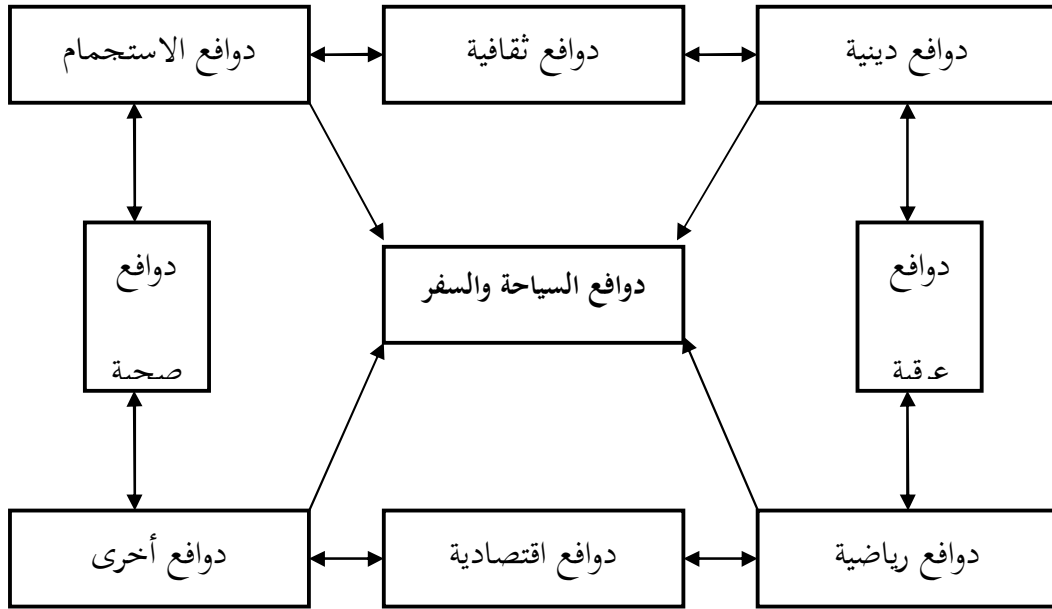 دوافع دينية
دوافع ثقافية
دوافع الاستجمام
دوافع
عرقية
دوافع السياحة والسفر
دوافع
صحية
دوافع رياضية
دوافع اقتصادية
دوافع أخرى